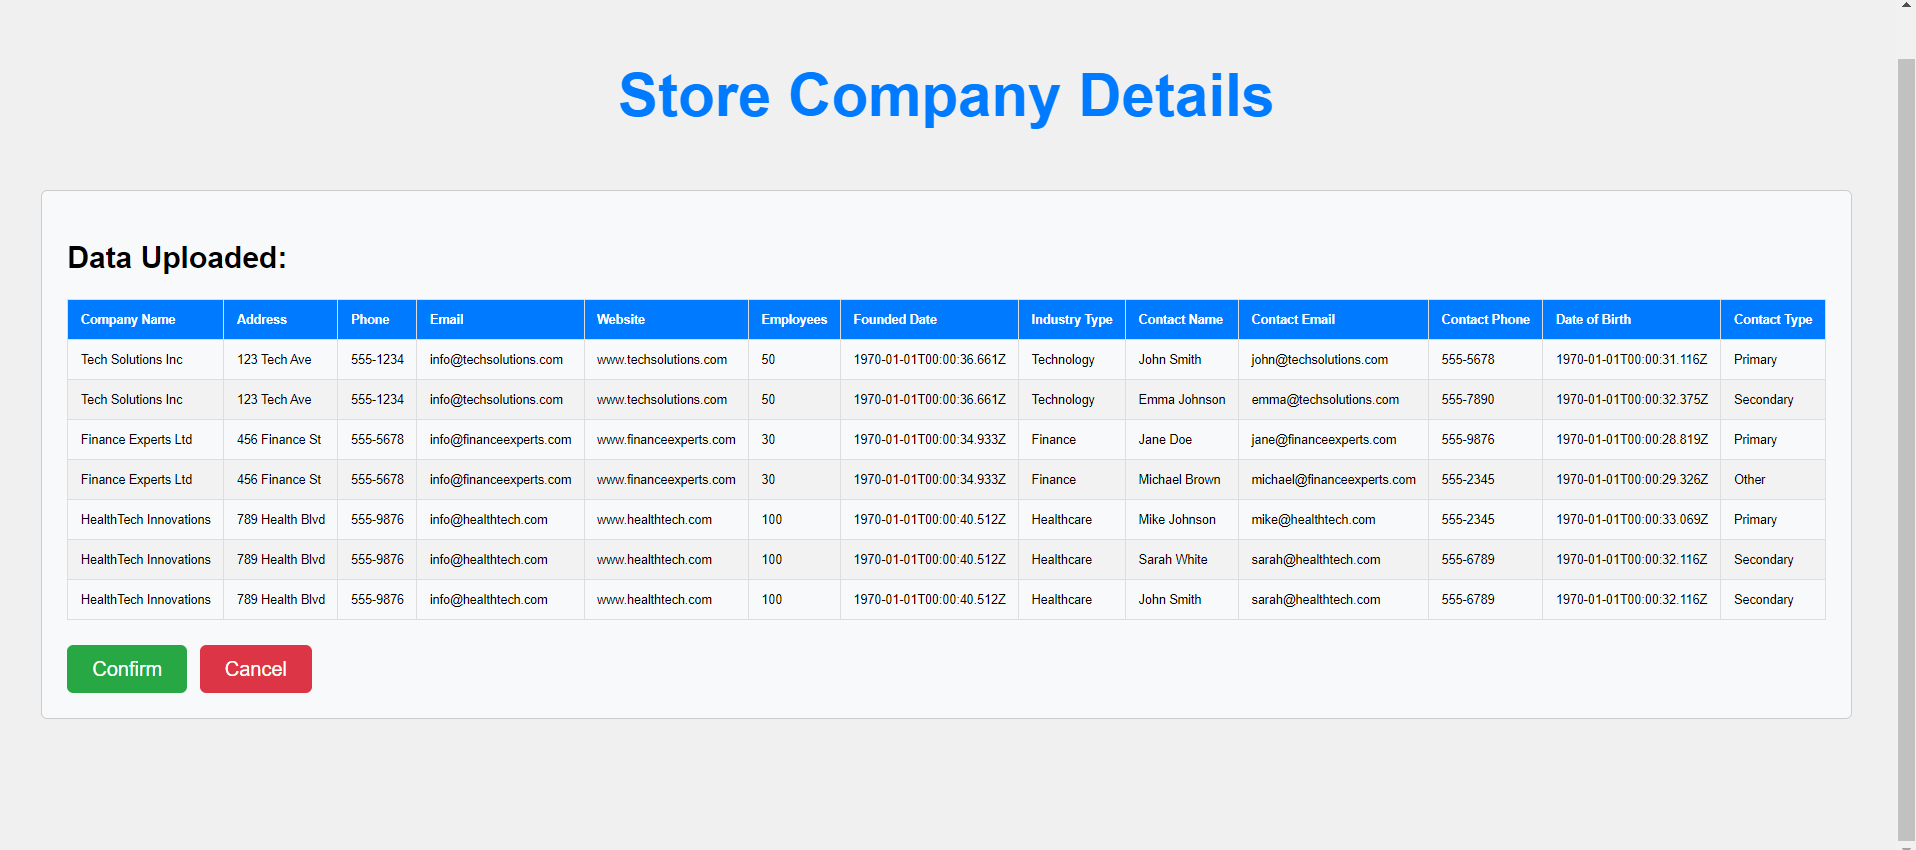 Store Company Details
Data Uploaded:
Company Name Address Phone Email Website Employees Founded Date Industry Type Contact Name Contact Email Contact Phone Date of Birth Contact Type
Tech Solutions Inc 123 Tech Ave 555-1234 info@techsolutions.com www.techsolutions.com 50 1970-01-01T00:00:36.661Z Technology John Smith john@techsolutions.com 555-5678 1970-01-01T00:00:31.116Z Primary
Tech Solutions Inc 123 Tech Ave 555-1234 info@techsolutions.com www.techsolutions.com 50 1970-01-01T00:00:36.661Z Technology Emma Johnson emma@techsolutions.com 555-7890 1970-01-01T00:00:32.375Z Secondary
Finance Experts Ltd 456 Finance St 555-5678 info@financeexperts.com www.financeexperts.com 30 1970-01-01T00:00:34.933Z Finance Jane Doe jane@financeexperts.com 555-9876 1970-01-01T00:00:28.819Z Primary
Finance Experts Ltd 456 Finance St 555-5678 info@financeexperts.com www.financeexperts.com 30 1970-01-01T00:00:34.933Z Finance Michael Brown michael@financeexperts.com 555-2345 1970-01-01T00:00:29.326Z Other
HealthTech Innovations 789 Health Blvd 555-9876 info@healthtech.com www.healthtech.com 100 1970-01-01T00:00:40.512Z Healthcare Mike Johnson mike@healthtech.com 555-2345 1970-01-01T00:00:33.069Z Primary
HealthTech Innovations 789 Health Blvd 555-9876 info@healthtech.com www.healthtech.com 100 1970-01-01T00:00:40.512Z Healthcare Sarah White sarah@healthtech.com 555-6789 1970-01-01T00:00:32.116Z Secondary
HealthTech Innovations 789 Health Blvd 555-9876 info@healthtech.com www.healthtech.com 100 1970-01-01T00:00:40.512Z Healthcare John Smith sarah@healthtech.com 555-6789 1970-01-01T00:00:32.116Z Secondary
Confirm Cancel